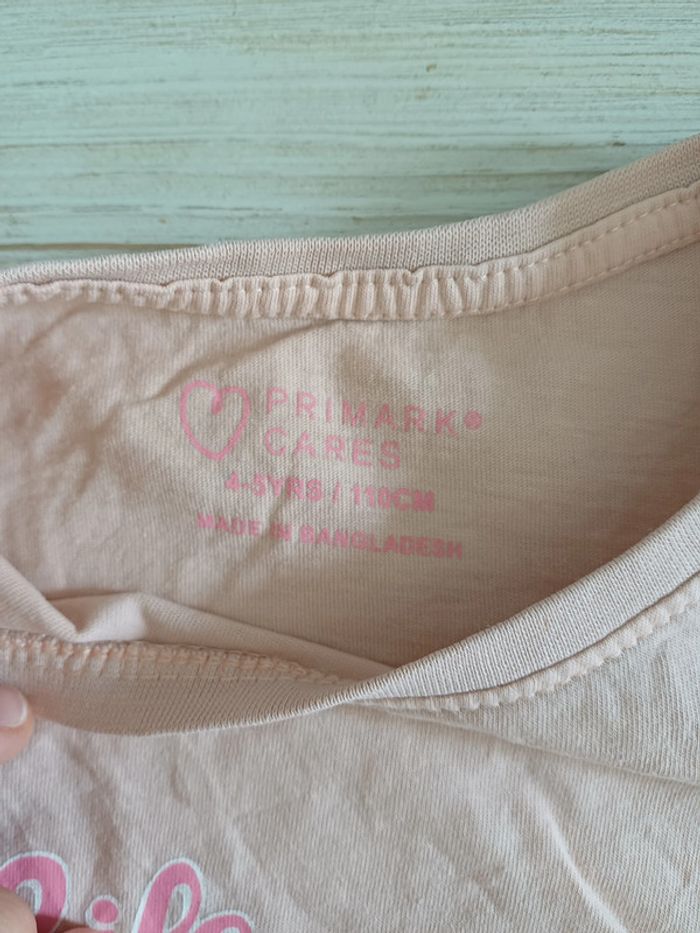 PRIMARK®
CARES
4-5YRS / 110CM
MADE IN BANGLADESH